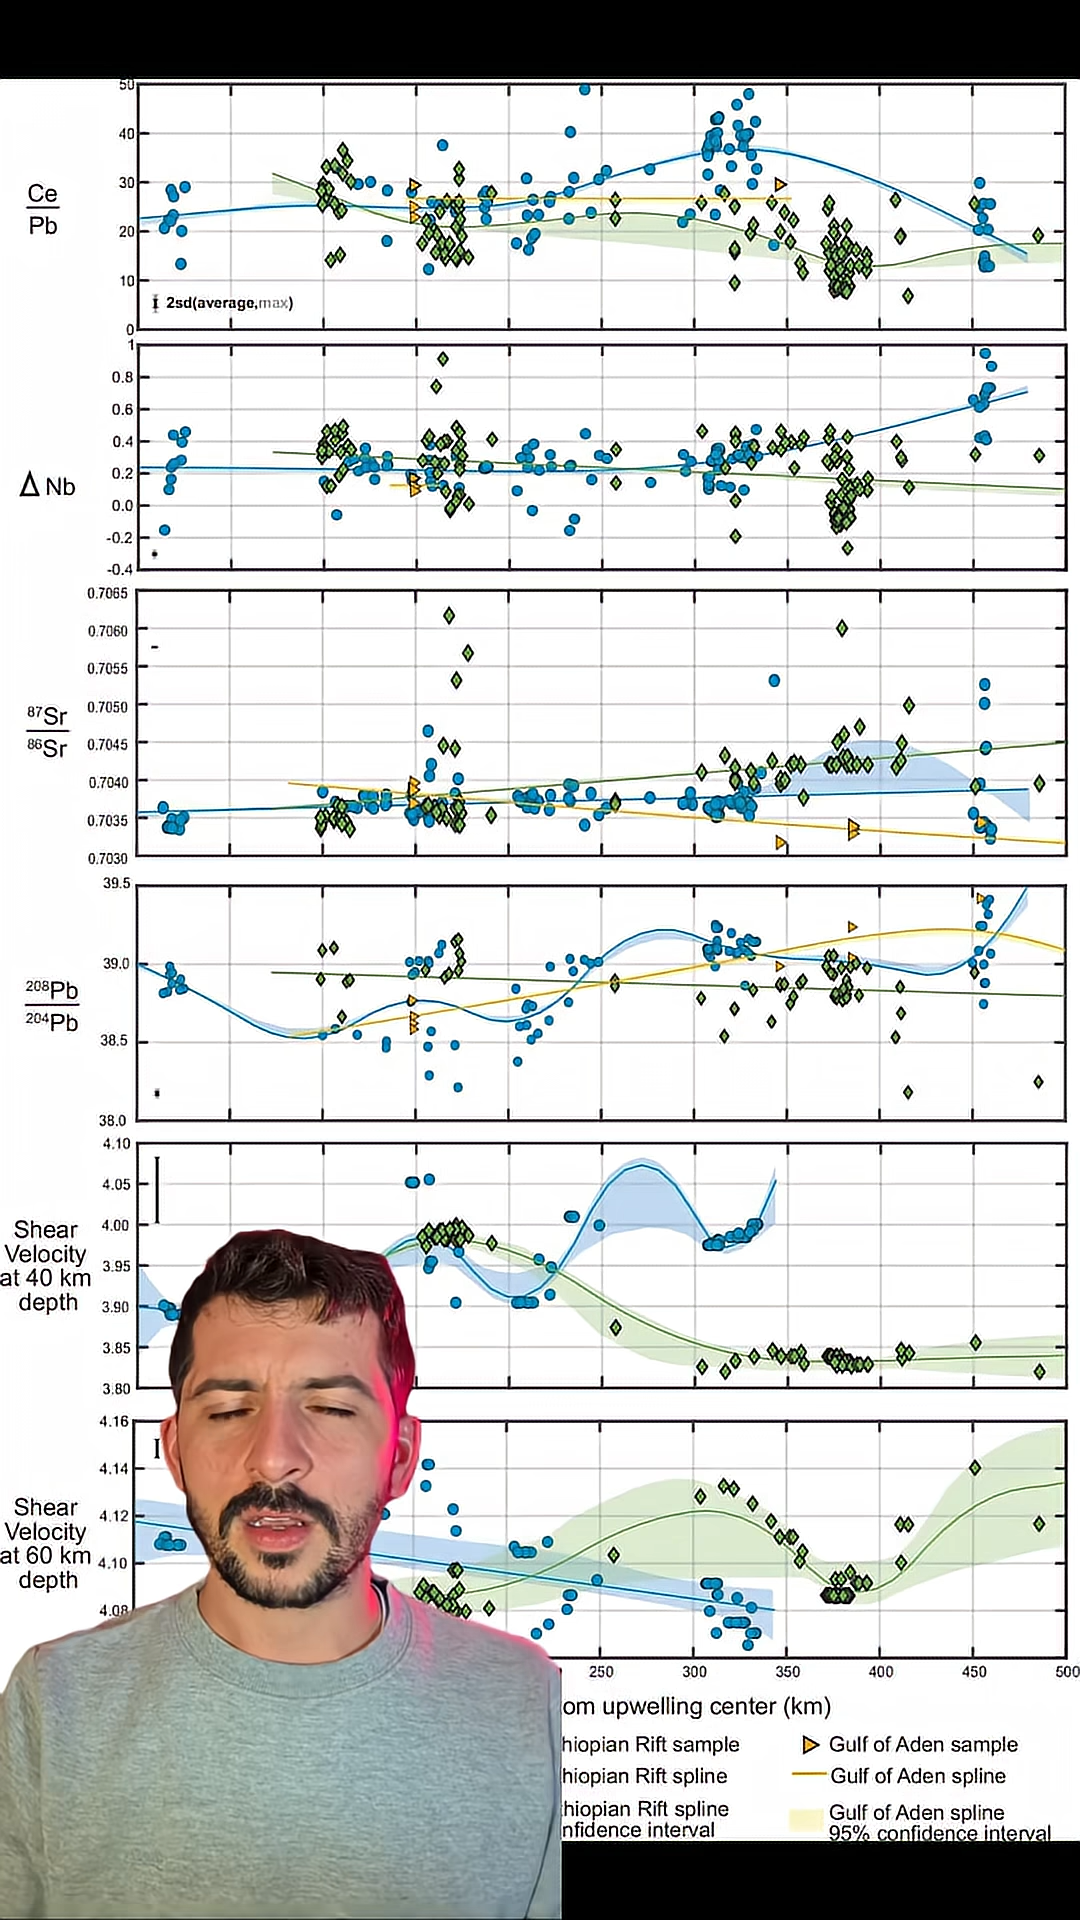 50
40
30
20
10
0
Ce
Pb
2sd(average,max)
1
0.8
0.6
0.4
0.2
0.0
-0.2
-0.4
Δ Nb
0.7065
0.7060
0.7055
0.7050
0.7045
0.7040
0.7035
0.7030
87Sr
86Sr
39.5
39.0
38.5
38.0
208Pb
204Pb
4.10
4.05
4.00
3.95
3.90
3.85
3.80
Shear
Velocity
at 40 km
depth
4.16
4.14
4.12
4.10
4.08
Shear
Velocity
at 60 km
depth
250 300 350 400 450 500
om upwelling center (km)
hiopian Rift sample
Gulf of Aden sample
hiopian Rift spline
Gulf of Aden spline
thiopian Rift spline
nfidence interval
Gulf of Aden spline
95% confidence interval